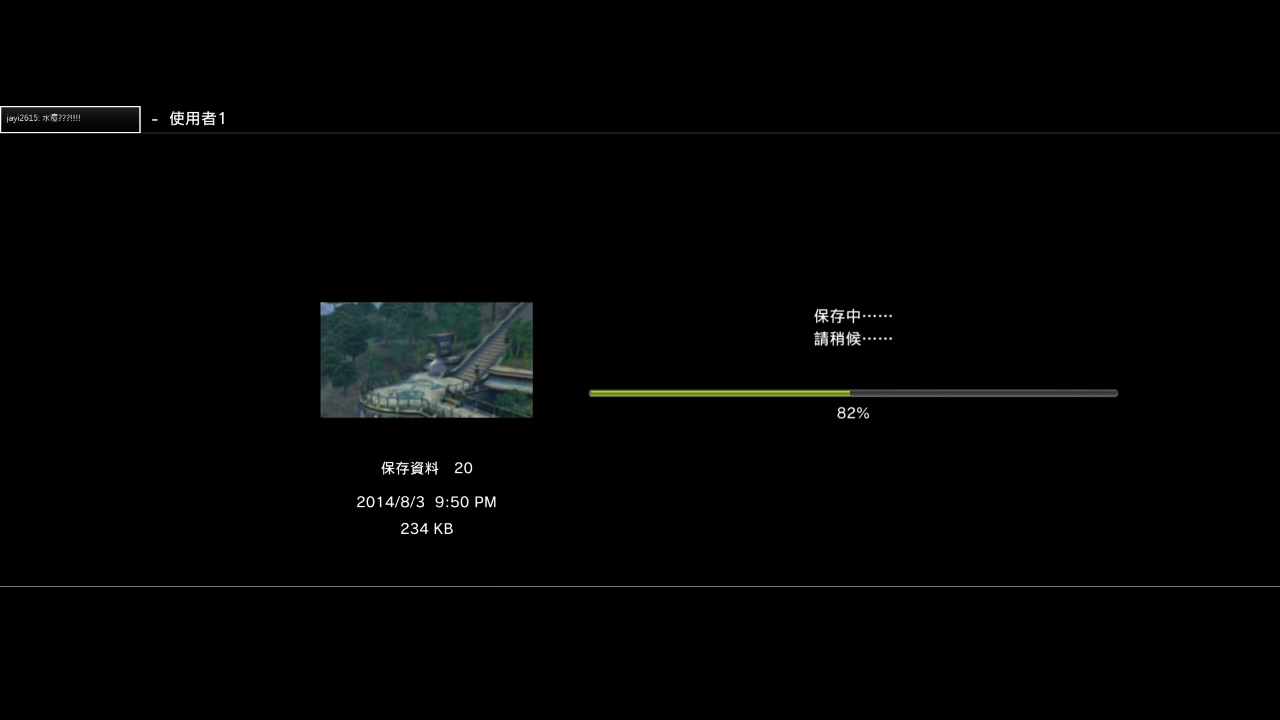 jayi2615: 水癒???!!!!
- 使用者1
保存中……
請稍候……
82%
保存資料 20
2014/8/3 9:50 PM
234 KB